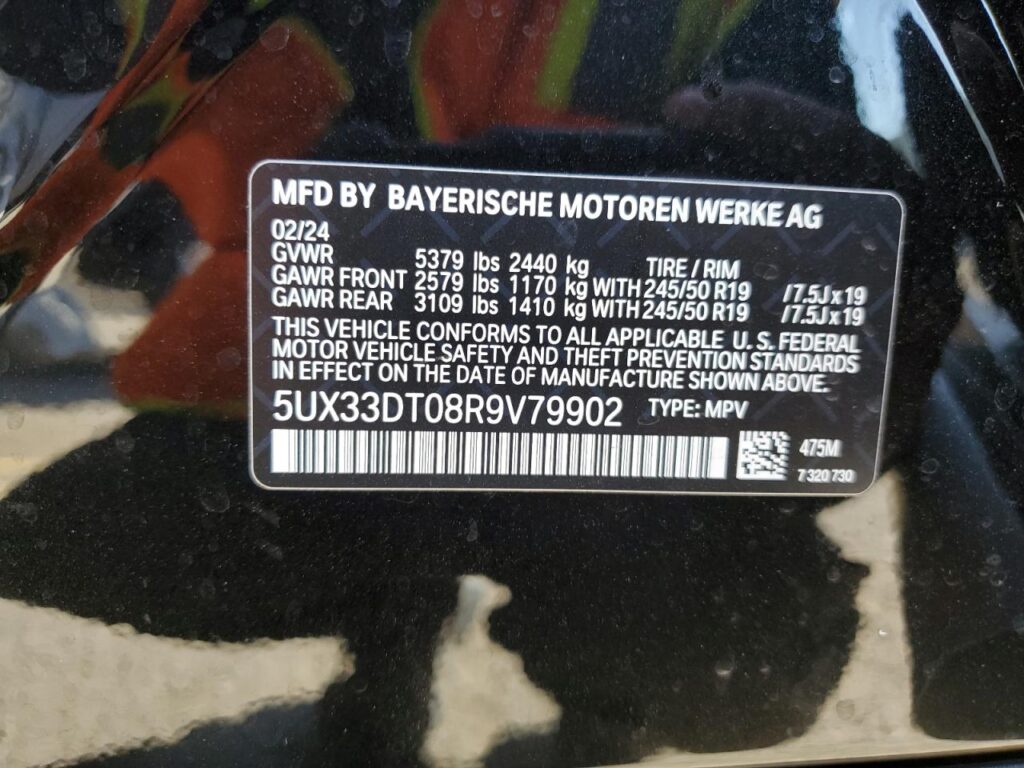 MFD BY BAYERISCHE MOTOREN WERKE AG
02/24
GVWR 5379 lbs 2440 kg TIRE / RIM
GAWR FRONT 2579 lbs 1170 kg WITH 245/50 R19 /7.5J x 19
GAWR REAR 3109 lbs 1410 kg WITH 245/50 R19 /7.5J x 19
THIS VEHICLE CONFORMS TO ALL APPLICABLE U. S. FEDERAL
MOTOR VEHICLE SAFETY AND THEFT PREVENTION STANDARDS
IN EFFECT ON THE DATE OF MANUFACTURE SHOWN ABOVE.
5UX33DT08R9V79902 TYPE: MPV
475M
7 320 730